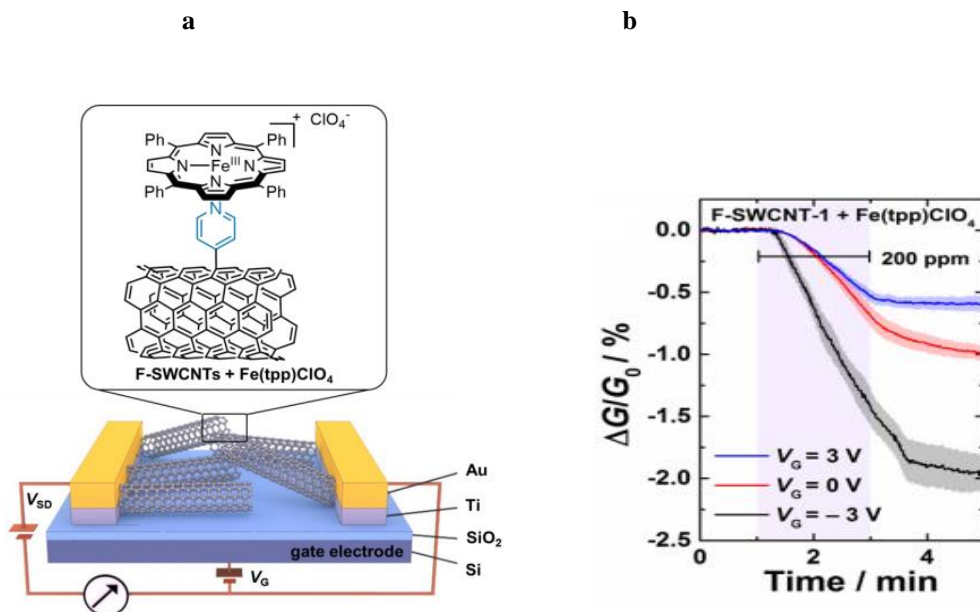 a
b
+ ClO4-
Ph
Ph
N
N
FeIII
N
N
Ph
Ph
N
F-SWCNTs + Fe(tpp)ClO4
VSD
Au
Ti
SiO2
gate electrode
Si
VG
F-SWCNT-1 + Fe(tpp)ClO4
200 ppm
0.0
-0.5
-1.0
-1.5
-2.0
-2.5
ΔG/G0 / %
VG = 3 V
VG = 0 V
VG = – 3 V
0
2
4
Time / min